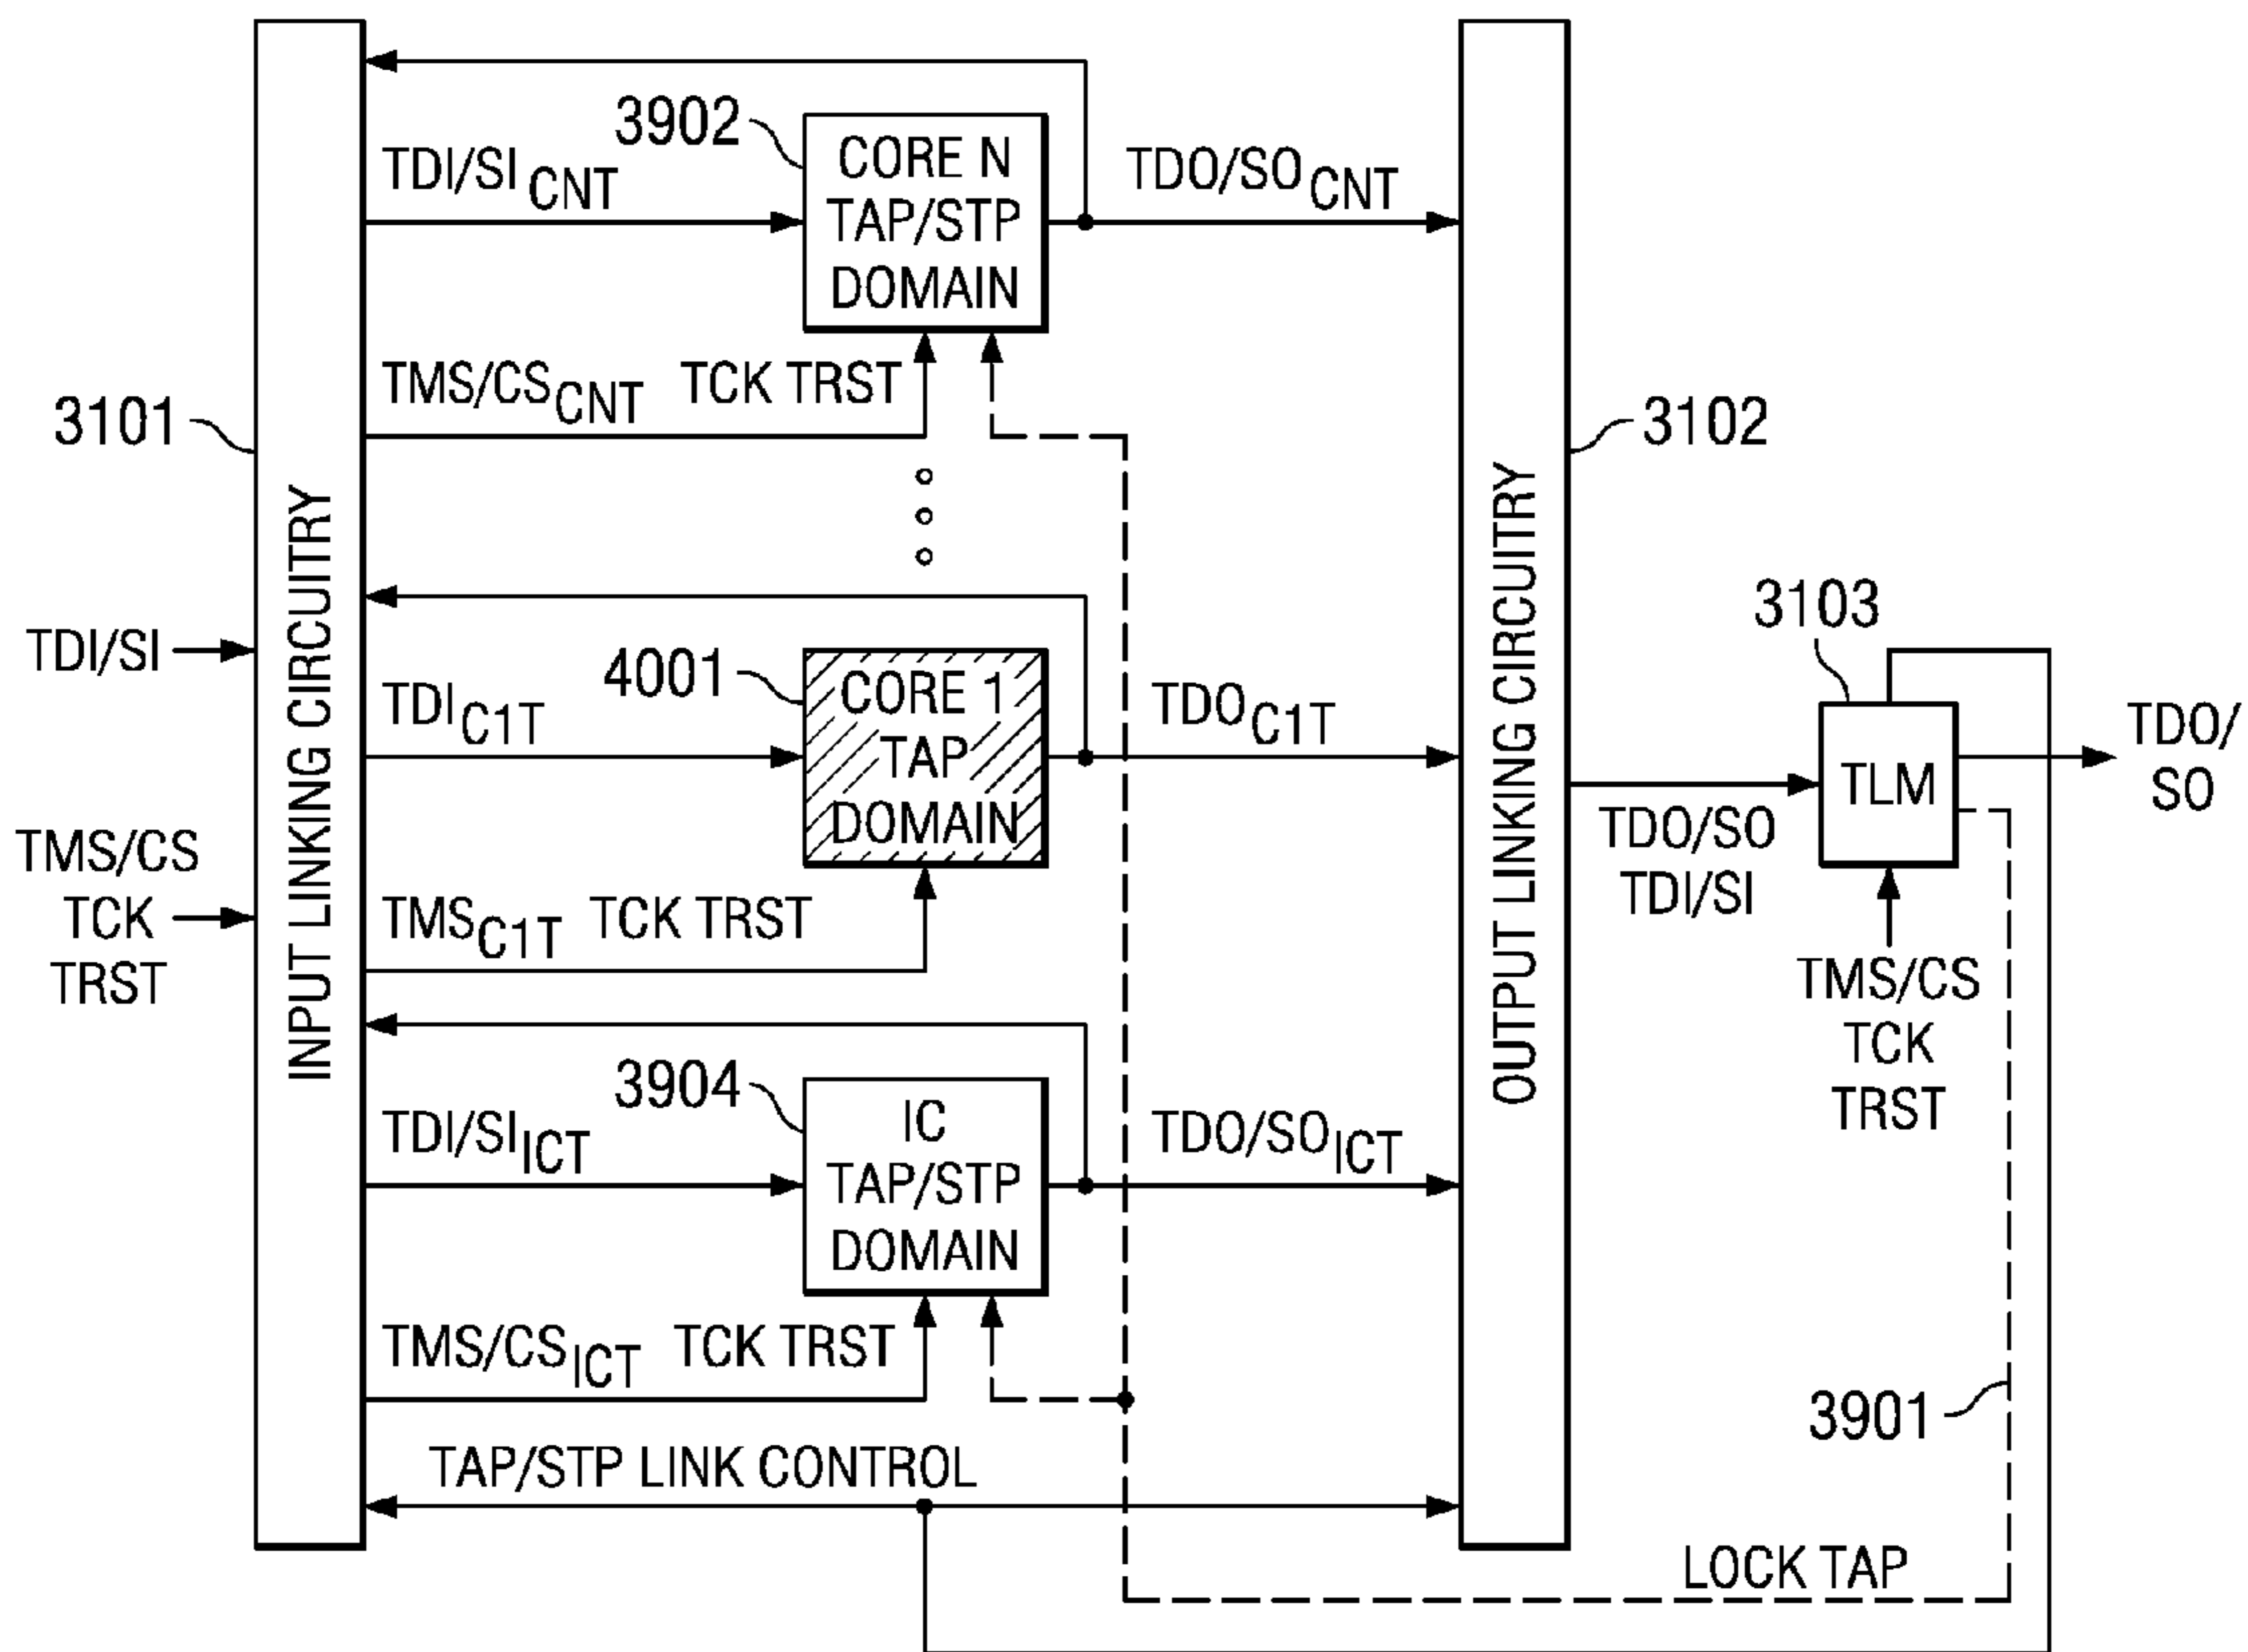 3902
CORE N
TAP/STP
DOMAIN
TDI/SI CNT
TDO/SO CNT
TMS/CS CNT TCK TRST
3101
3102
INPUT LINKING CIRCUITRY
OUTPUT LINKING CIRCUITRY
TDI/SI
TMS/CS
TCK
TRST
4001
CORE 1
TAP
DOMAIN
TDI C1T
TDO C1T
TMS C1T TCK TRST
3103
TLM
TDO/
SO
TDO/SO
TDI/SI
TMS/CS
TCK
TRST
3904
IC
TAP/STP
DOMAIN
TDI/SI ICT
TDO/SO ICT
TMS/CS ICT TCK TRST
3901
TAP/STP LINK CONTROL
LOCK TAP